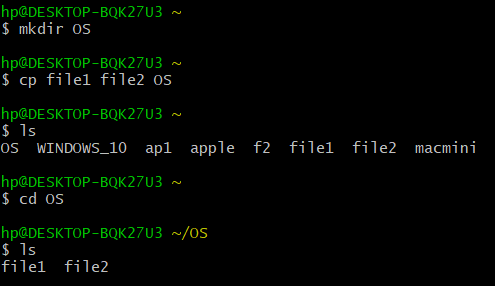 hp@DESKTOP-BQK27U3 ~
$ mkdir OS
hp@DESKTOP-BQK27U3 ~
$ cp file1 file2 OS
hp@DESKTOP-BQK27U3 ~
$ ls
OS  WINDOWS_10  ap1  apple  f2  file1  file2  macmini
hp@DESKTOP-BQK27U3 ~
$ cd OS
hp@DESKTOP-BQK27U3 ~/OS
$ ls
file1  file2